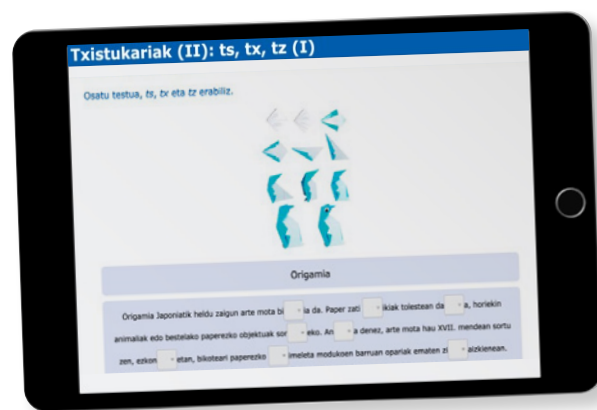 Txistukariak (II): ts, tx, tz (I)
Osatu testua, ts, tx eta tz erabiliz.
Origamia
Origamia Japoniatik heldu zaigun arte mota bi ia da. Paper zati ikiak tolestean da a, horiekin
animaliak edo bestelako paperezko objektuak sor eko. An a denez, arte mota hau XVII. mendean sortu
zen, ezkon etan, bikoteari paperezko imeleta modukoen barruan opariak ematen zi aizkienean.